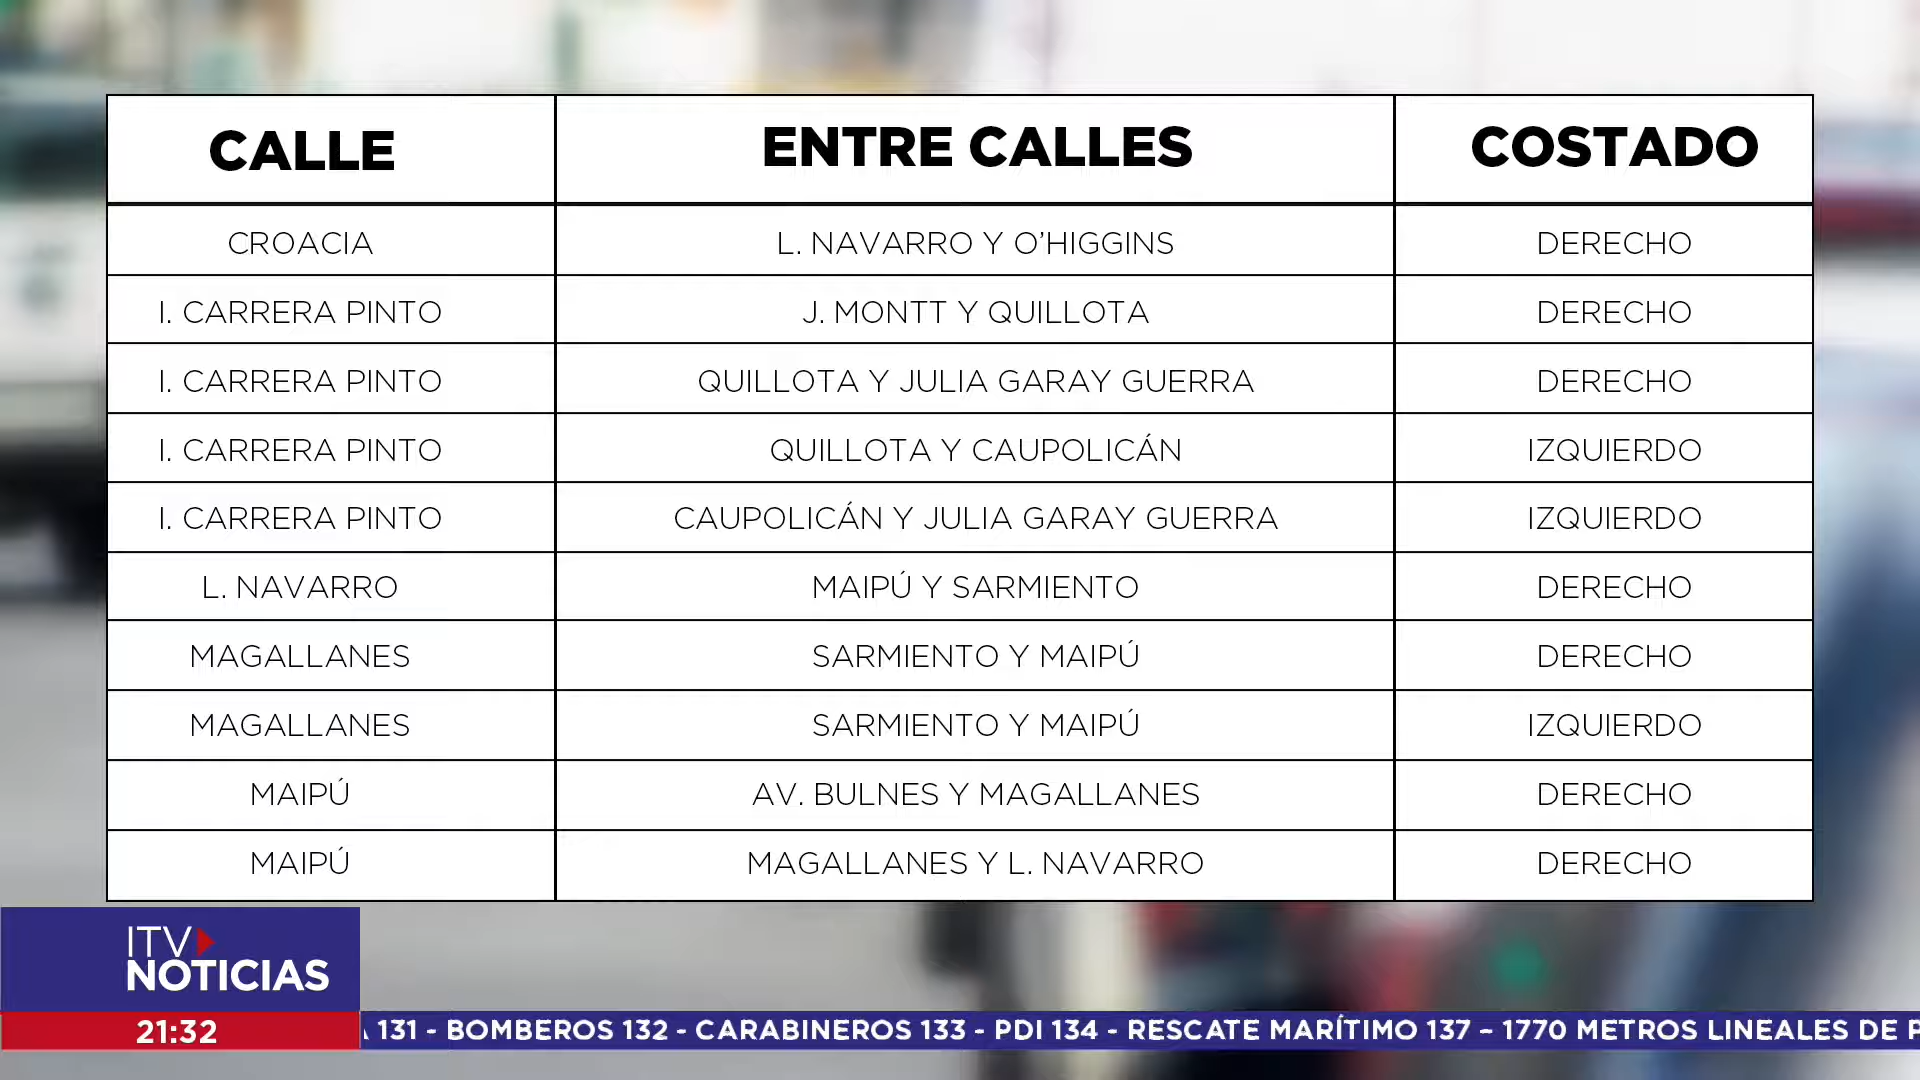 CALLE ENTRE CALLES COSTADO
CROACIA L. NAVARRO Y O’HIGGINS DERECHO
I. CARRERA PINTO J. MONTT Y QUILLOTA DERECHO
I. CARRERA PINTO QUILLOTA Y JULIA GARAY GUERRA DERECHO
I. CARRERA PINTO QUILLOTA Y CAUPOLICÁN IZQUIERDO
I. CARRERA PINTO CAUPOLICÁN Y JULIA GARAY GUERRA IZQUIERDO
L. NAVARRO MAIPÚ Y SARMIENTO DERECHO
MAGALLANES SARMIENTO Y MAIPÚ DERECHO
MAGALLANES SARMIENTO Y MAIPÚ IZQUIERDO
MAIPÚ AV. BULNES Y MAGALLANES DERECHO
MAIPÚ MAGALLANES Y L. NAVARRO DERECHO
ITV
NOTICIAS
21:32 131 - BOMBEROS 132 - CARABINEROS 133 - PDI 134 - RESCATE MARÍTIMO 137 – 1770 METROS LINEALES DE